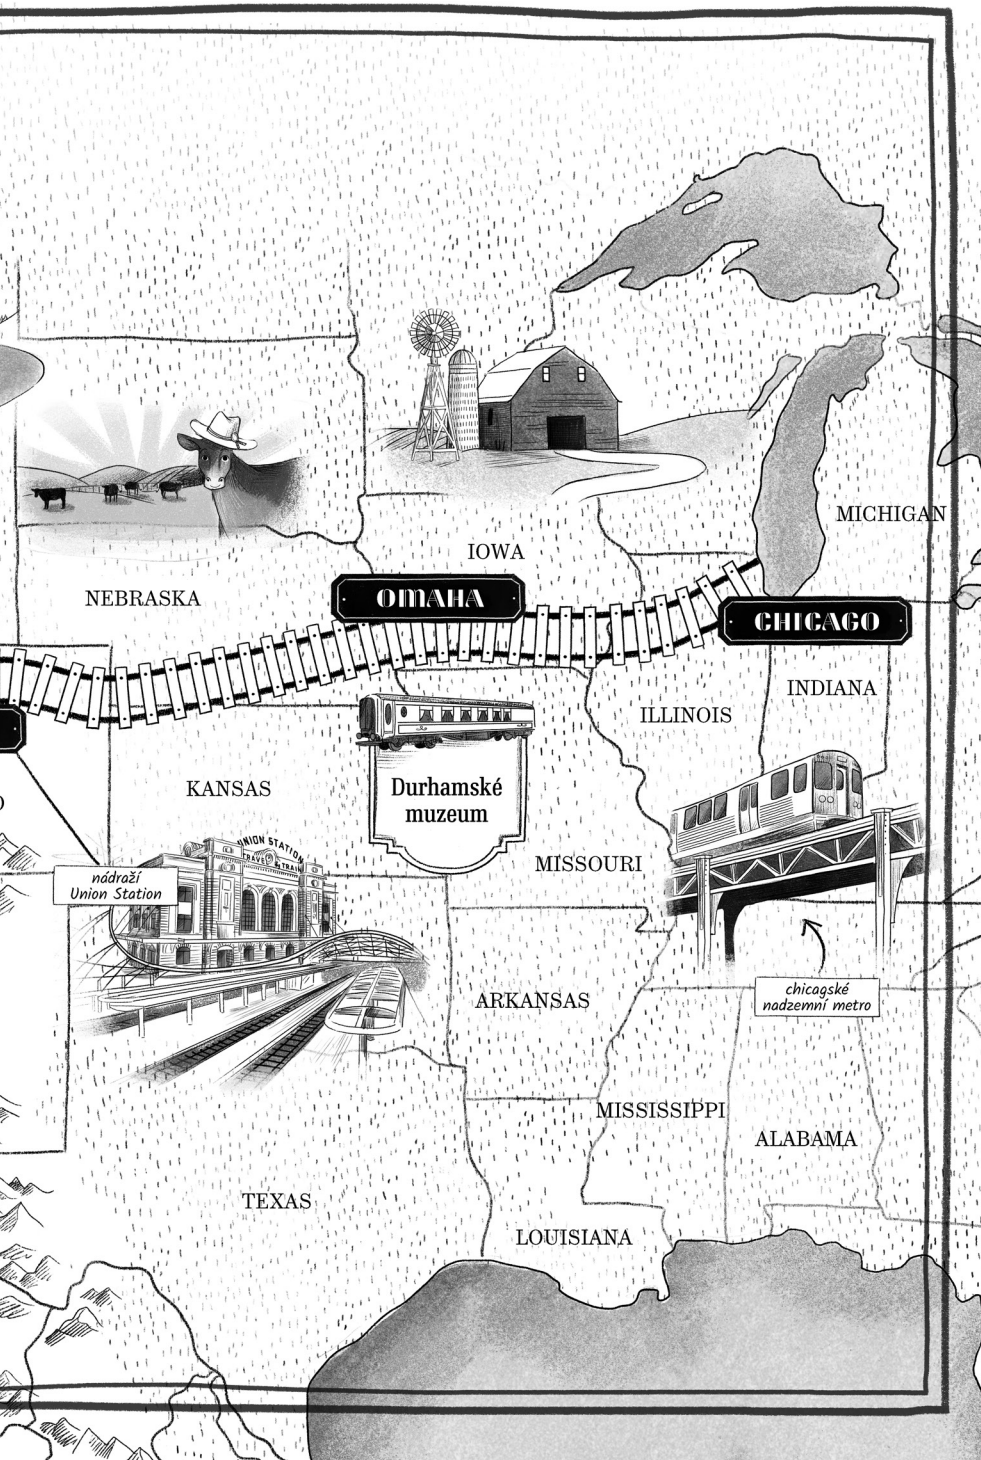 MICHIGAN
IOWA
NEBRASKA
OMAHA
CHICAGO
INDIANA
ILLINOIS
KANSAS
Durhamské
muzeum
O
UNION STATION
TRAVEL by TRAIN
MISSOURI
nádraží
Union Station
chicagské
nadzemní metro
ARKANSAS
MISSISSIPPI
ALABAMA
TEXAS
LOUISIANA